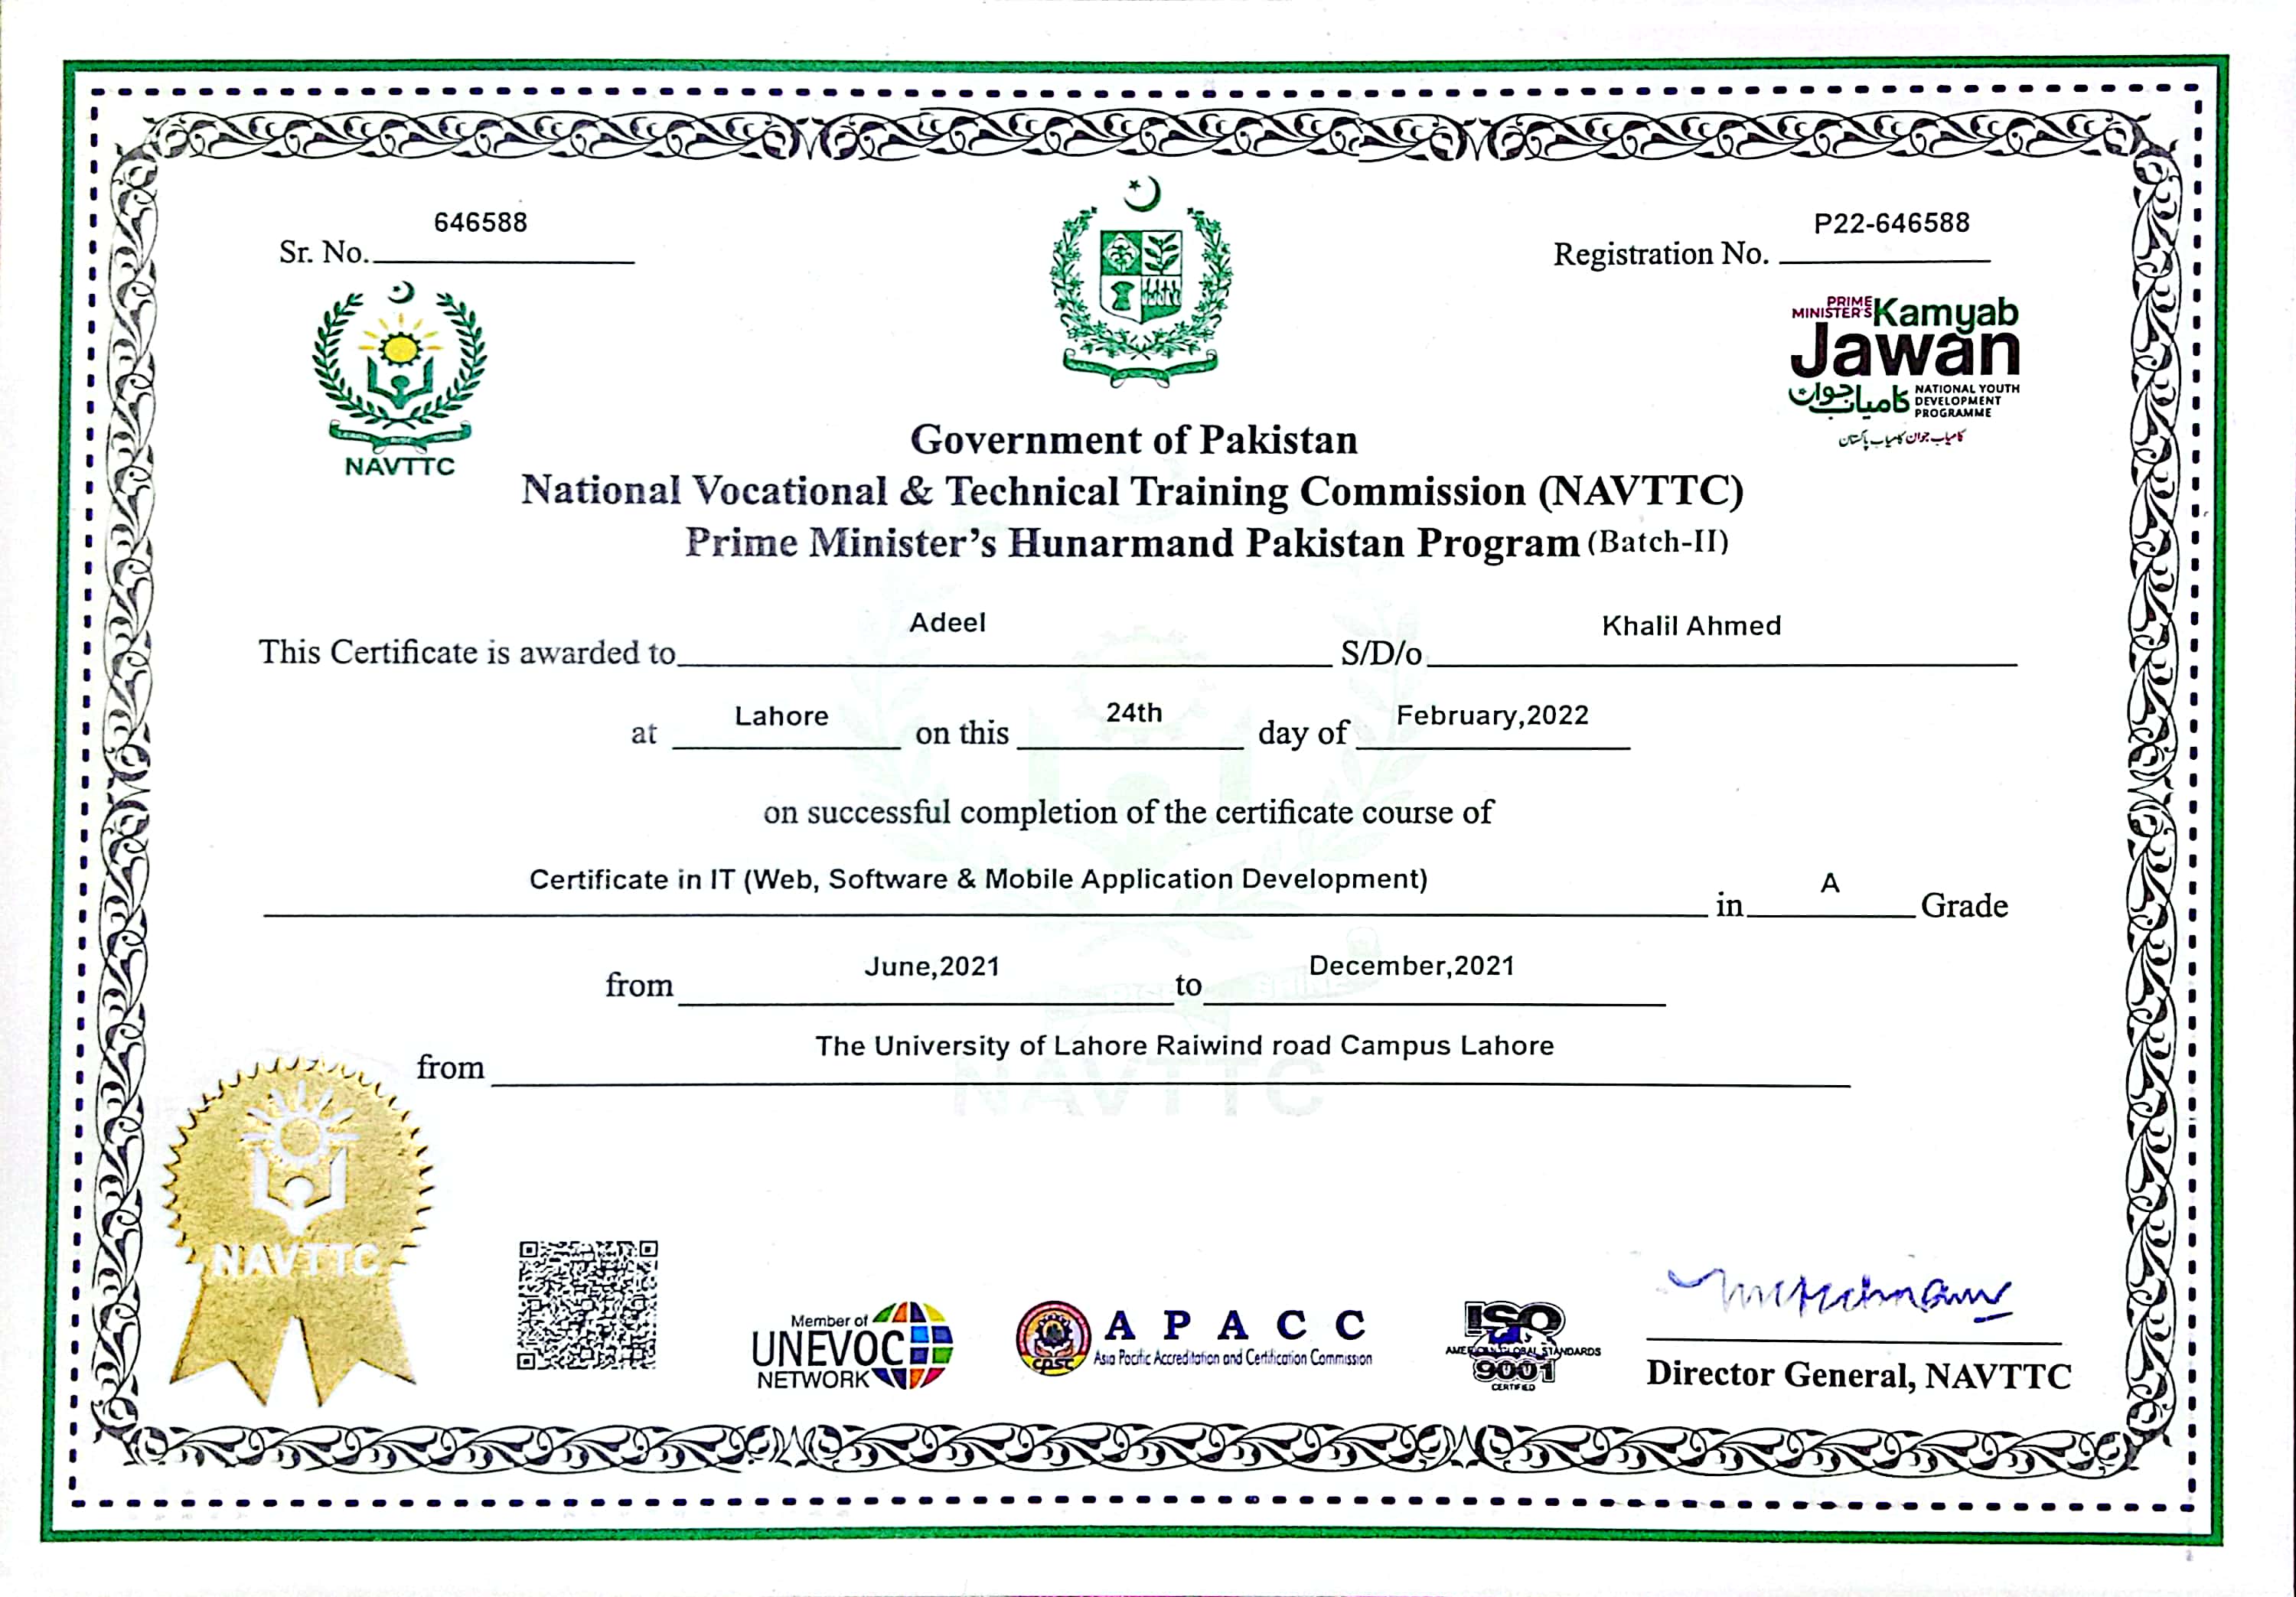 646588
Sr. No.
P22-646588
Registration No.
NAVTTC
PRIME MINISTER'S Kamyab
Jawan
کامیاب جوان
NATIONAL YOUTH
DEVELOPMENT
PROGRAMME
کامیاب جوان کامیاب پاکستان
Government of Pakistan
National Vocational & Technical Training Commission (NAVTTC)
Prime Minister's Hunarmand Pakistan Program (Batch-II)
This Certificate is awarded to Adeel S/D/o Khalil Ahmed
at Lahore on this 24th day of February,2022
on successful completion of the certificate course of
Certificate in IT (Web, Software & Mobile Application Development) in A Grade
from June,2021 to December,2021
from The University of Lahore Raiwind road Campus Lahore
NAVTTC
NAVTTC
Member of
UNEVOC
NETWORK
cpsc
APACC
Asia Pacific Accreditation and Certification Commission
ISO
AMERICAN GLOBAL STANDARDS
9001
CERTIFIED
Director General, NAVTTC